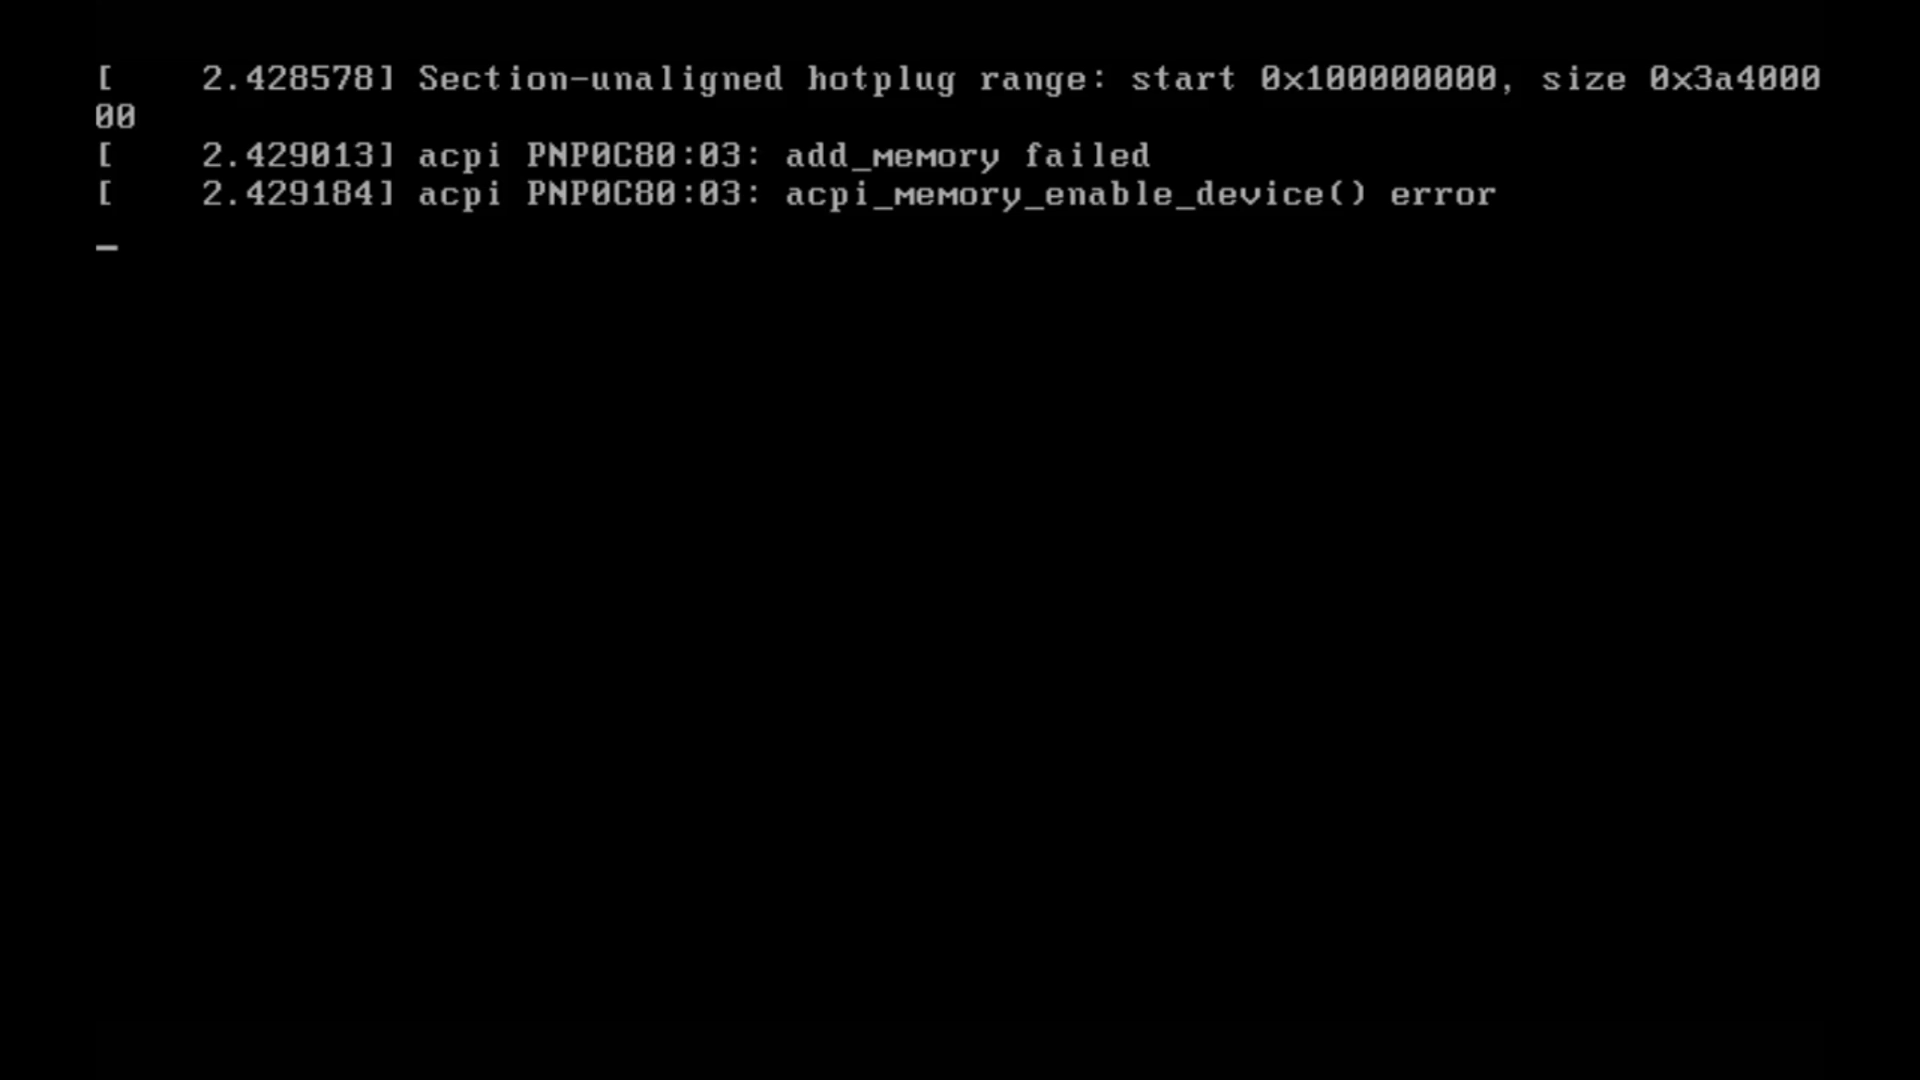 [    2.428578] Section-unaligned hotplug range: start 0x100000000, size 0x3a4000
00
[    2.429013] acpi PNP0C80:03: add_memory failed
[    2.429184] acpi PNP0C80:03: acpi_memory_enable_device() error
_